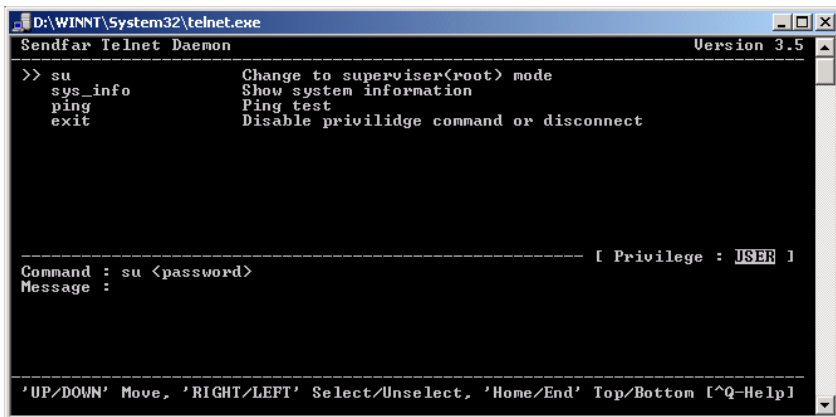 D:\WINNT\System32\telnet.exe
Sendfar Telnet Daemon Version 3.5
>> su Change to superviser(root) mode
sys_info Show system information
ping Ping test
exit Disable privilidge command or disconnect
[ Privilege : USER ]
Command : su <password>
Message :
'UP/DOWN' Move, 'RIGHT/LEFT' Select/Unselect, 'Home/End' Top/Bottom [^Q-Help]